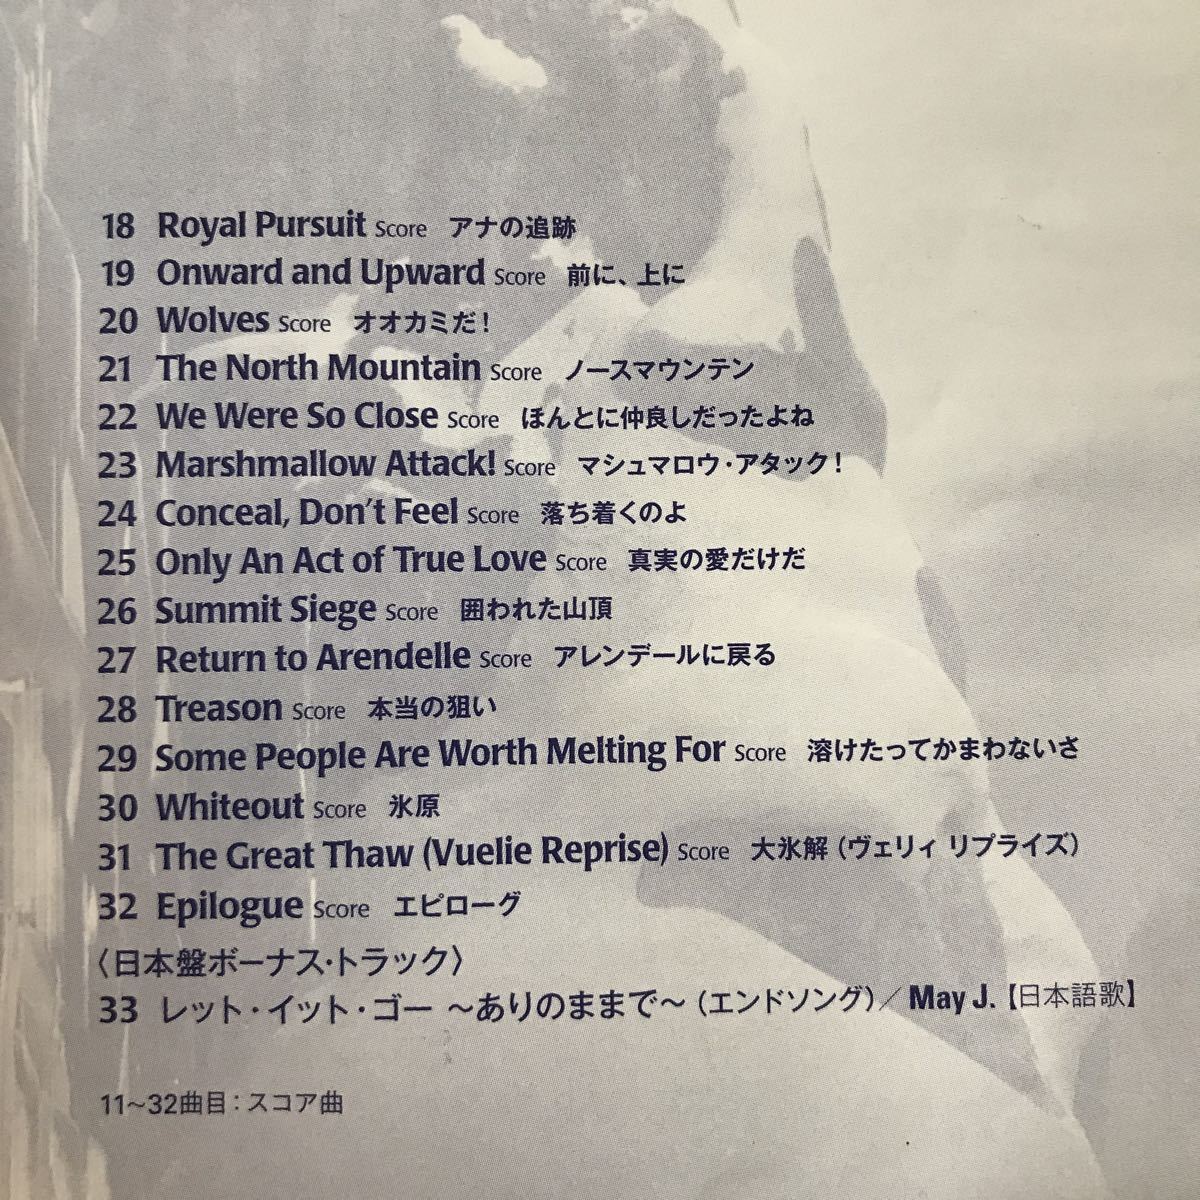 18 Royal Pursuit Score アナの追跡
19 Onward and Upward Score 前に、上に
20 Wolves Score オオカミだ！
21 The North Mountain Score ノースマウンテン
22 We Were So Close Score ほんとに仲良しだったよね
23 Marshmallow Attack! Score マシュマロウ・アタック！
24 Conceal, Don't Feel Score 落ち着くのよ
25 Only An Act of True Love Score 真実の愛だけだ
26 Summit Siege Score 囲われた山頂
27 Return to Arendelle Score アレンデールに戻る
28 Treason Score 本当の狙い
29 Some People Are Worth Melting For Score 溶けたってかまわないさ
30 Whiteout Score 氷原
31 The Great Thaw (Vuelie Reprise) Score 大氷解（ヴェリィ リプライズ）
32 Epilogue Score エピローグ
〈日本盤ボーナス・トラック〉
33 レット・イット・ゴー ～ありのままで～（エンドソング）／May J.【日本語歌】
11～32曲目：スコア曲